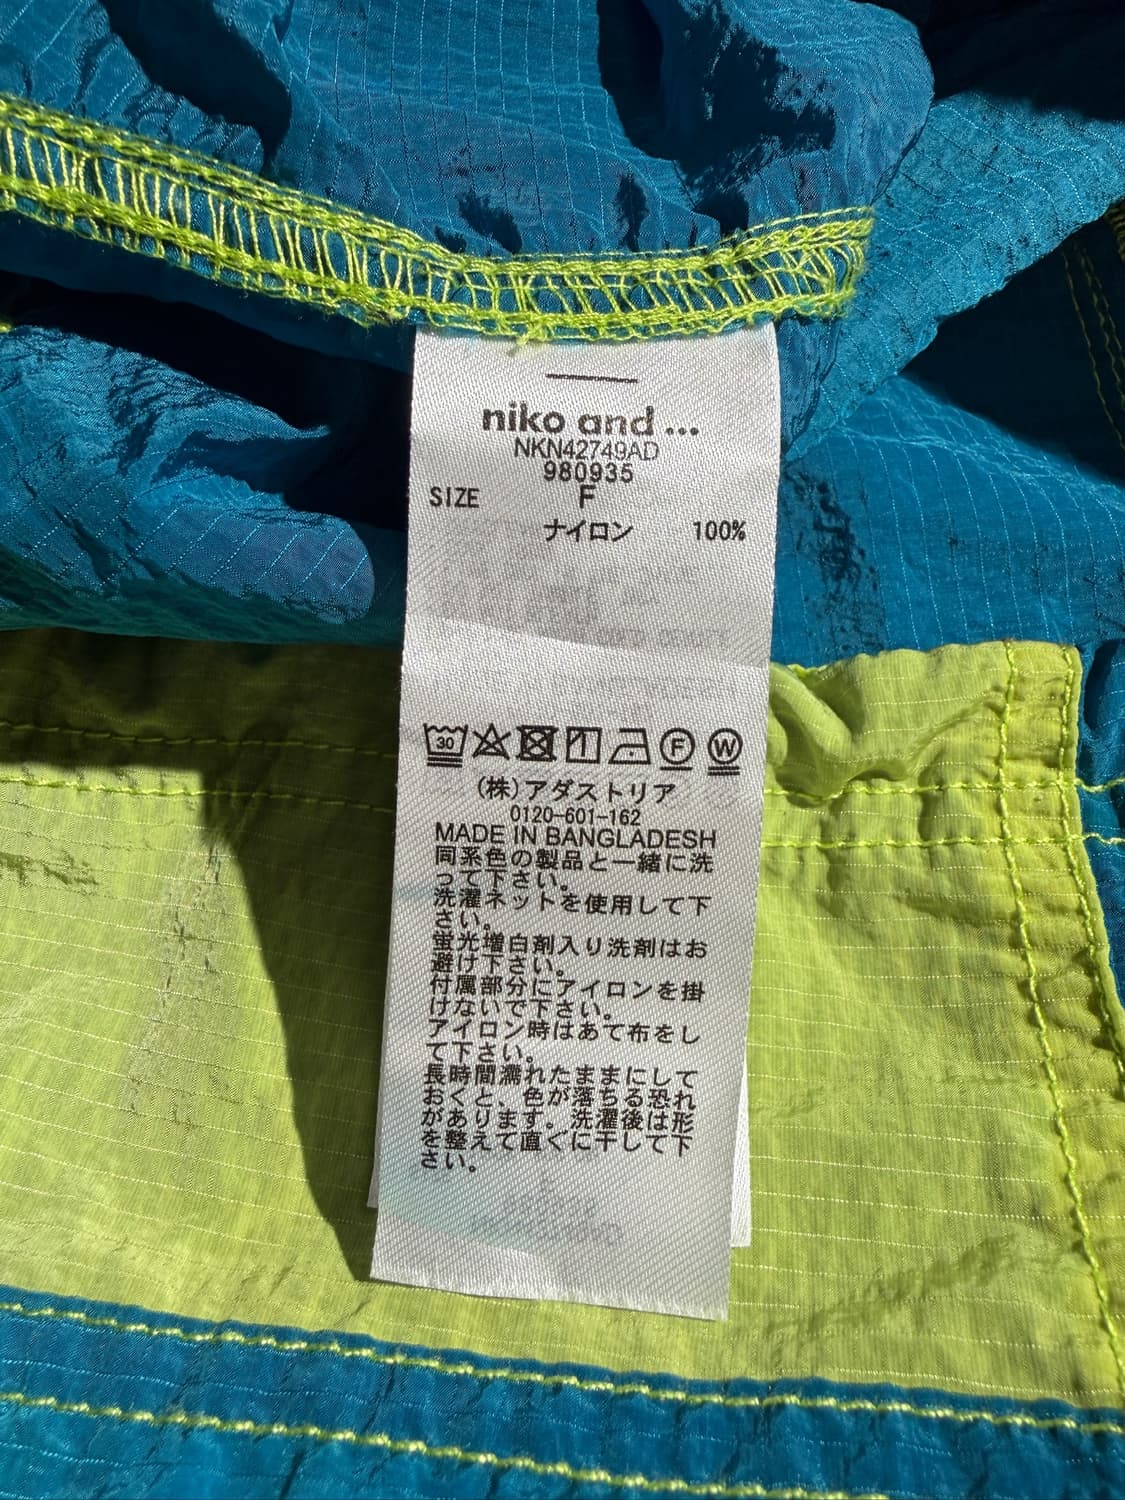 niko and ...
NKN42749AD
980935
SIZE F
ナイロン 100%
30 F W
(株)アダストリア
0120-601-162
MADE IN BANGLADESH
同系色の製品と一緒に洗
って下さい。
洗濯ネットを使用して下
さい。
蛍光増白剤入り洗剤はお
避け下さい。
付属部分にアイロンを掛
けないで下さい。
アイロン時はあて布をし
て下さい。
長時間濡れたままにして
おくと、色が落ちる恐れ
があります。洗濯後は形
を整えて直ぐに干して下
さい。